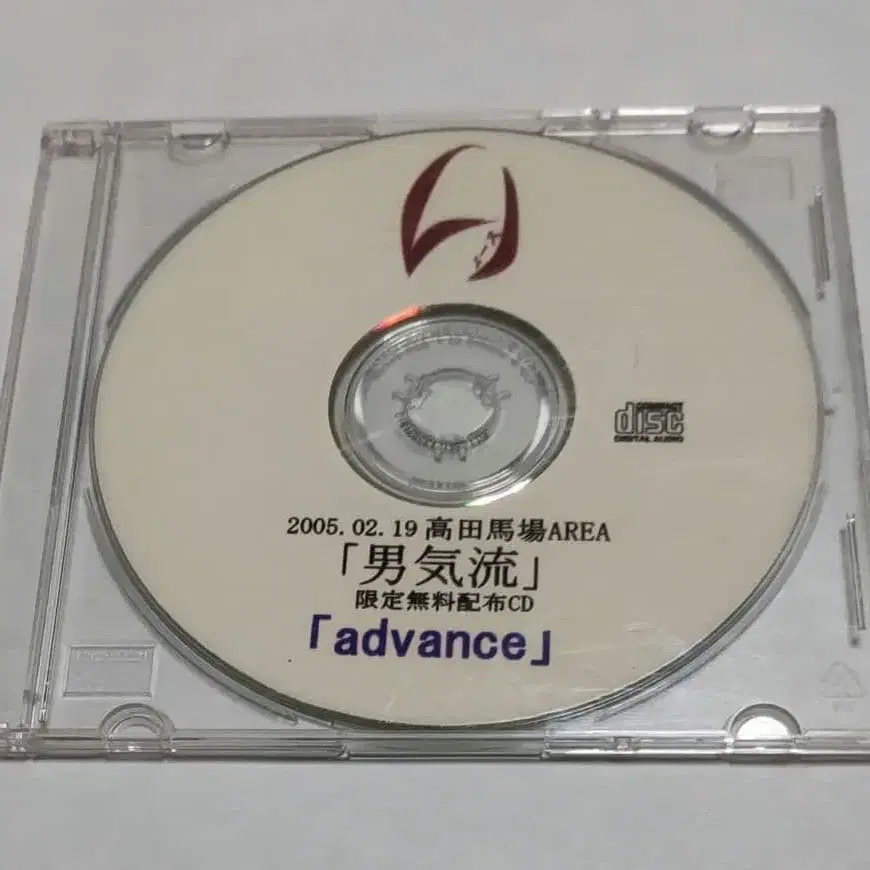 COMPACT
disc
DIGITAL AUDIO
2005.02.19 高田馬場AREA
「男気流」
限定無料配布CD
「advance」